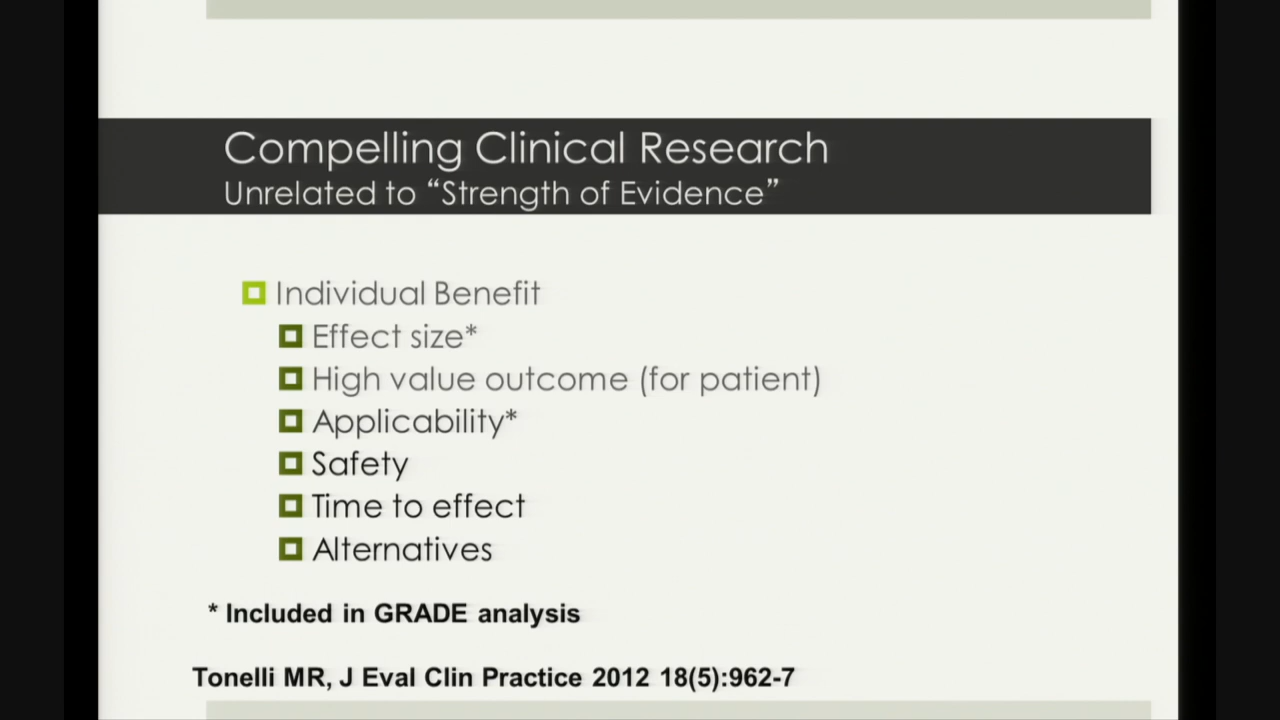 Compelling Clinical Research
Unrelated to “Strength of Evidence”
Individual Benefit
Effect size*
High value outcome (for patient)
Applicability*
Safety
Time to effect
Alternatives
* Included in GRADE analysis
Tonelli MR, J Eval Clin Practice 2012 18(5):962-7